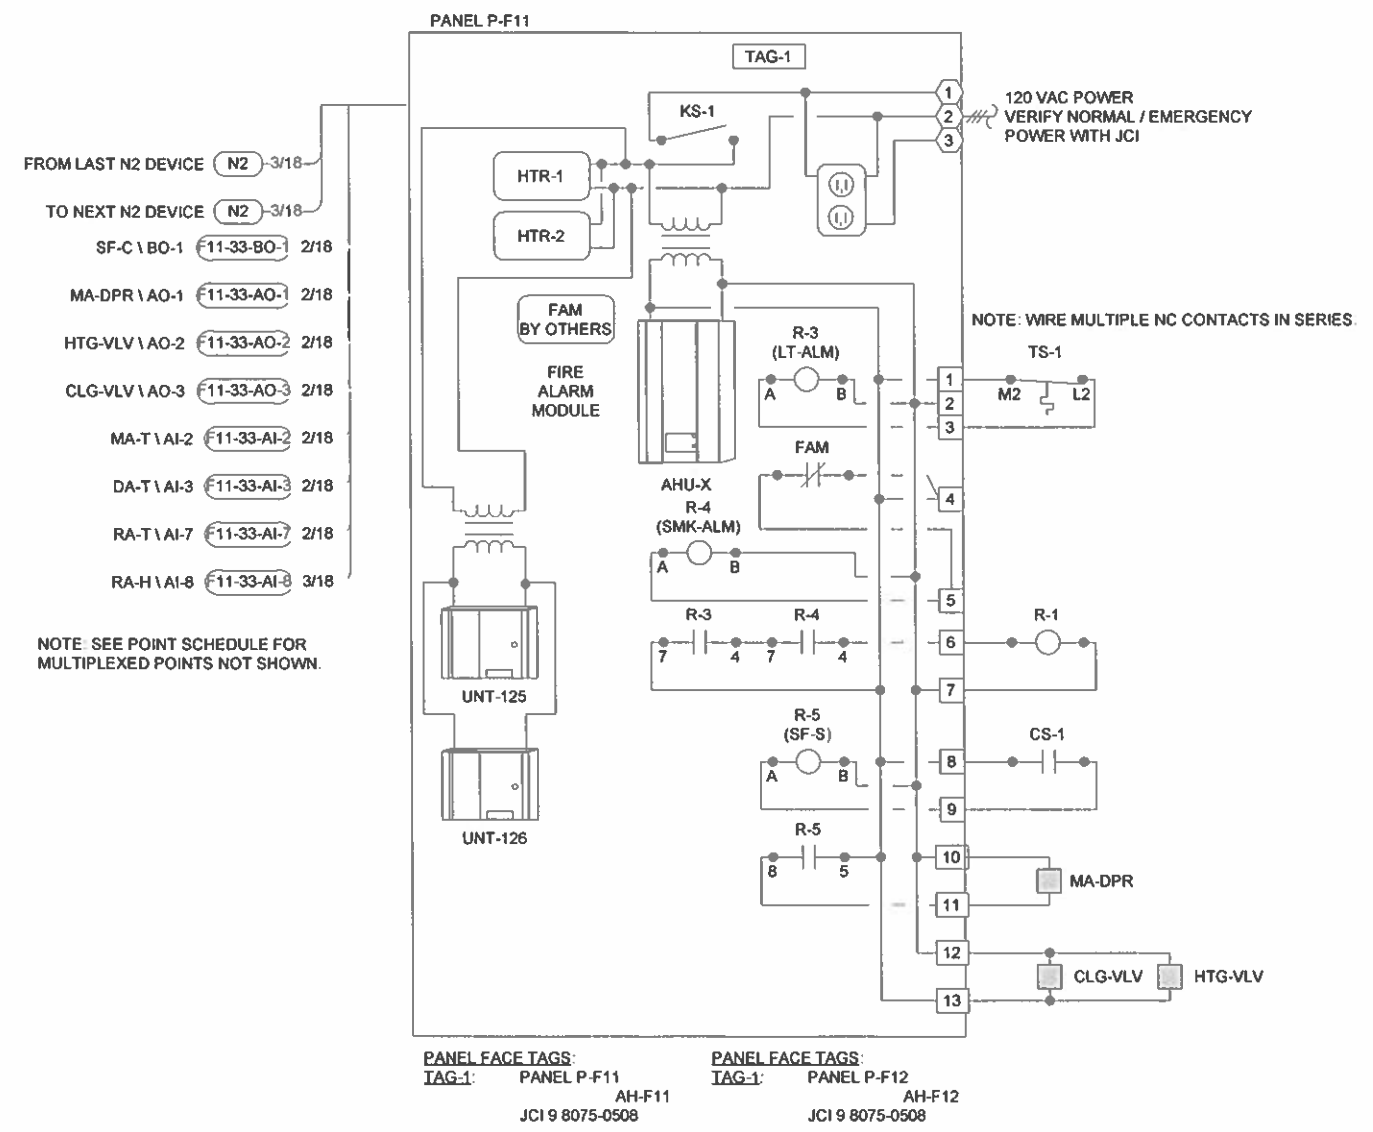 PANEL P-F11
TAG-1
1
120 VAC POWER
2
VERIFY NORMAL / EMERGENCY
3
POWER WITH JCI
KS-1
FROM LAST N2 DEVICE N2 3/18
TO NEXT N2 DEVICE N2 3/18
SF-C \ BO-1 F11-33-BO-1 2/18
MA-DPR \ AO-1 F11-33-AO-1 2/18
HTG-VLV \ AO-2 F11-33-AO-2 2/18
CLG-VLV \ AO-3 F11-33-AO-3 2/18
MA-T \ AI-2 F11-33-AI-2 2/18
DA-T \ AI-3 F11-33-AI-3 2/18
RA-T \ AI-7 F11-33-AI-7 2/18
RA-H \ AI-8 F11-33-AI-8 3/18
NOTE: SEE POINT SCHEDULE FOR
MULTIPLEXED POINTS NOT SHOWN.
HTR-1
HTR-2
FAM
BY OTHERS
FIRE
ALARM
MODULE
AHU-X
NOTE: WIRE MULTIPLE NC CONTACTS IN SERIES.
R-3
(LT-ALM)
A B
1
2
3
TS-1
M2 L2
FAM
4
R-4
(SMK-ALM)
A B
5
R-3 R-4
7 4 7 4
6
R-1
7
UNT-125
R-5
(SF-S)
A B
8
CS-1
9
UNT-126
R-5
8 5
10
MA-DPR
11
12
CLG-VLV HTG-VLV
13
PANEL FACE TAGS:
TAG-1: PANEL P-F11
AH-F11
JCI 9 8075-0508
PANEL FACE TAGS:
TAG-1: PANEL P-F12
AH-F12
JCI 9 8075-0508